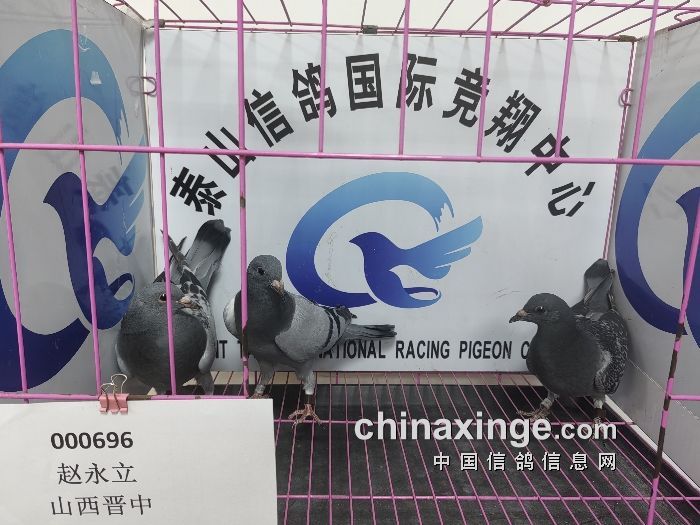 泰山信鸽国际竞翔中心
NATIONAL RACING PIGEON
000696
赵永立
山西晋中
chinaxinge.com
中国信鸽信息网